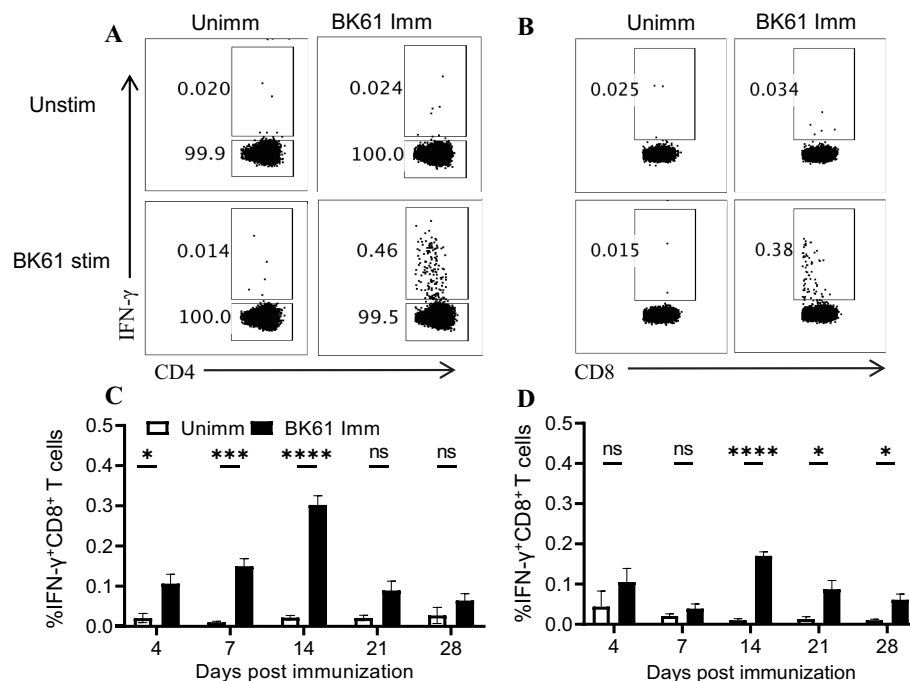 A
Unimm
BK61 Imm
B
Unimm
BK61 Imm
Unstim
0.020
99.9
0.024
100.0
0.025
0.034
BK61 stim
0.014
100.0
0.46
99.5
0.015
0.38
IFN-γ
CD4
CD8
C
Unimm
BK61 Imm
%IFN-γ⁺CD8⁺ T cells
0.5
0.4
0.3
0.2
0.1
0.0
* *** **** ns ns
4 7 14 21 28
Days post immunization
D
%IFN-γ⁺CD8⁺ T cells
0.5
0.4
0.3
0.2
0.1
0.0
ns ns **** * *
4 7 14 21 28
Days post immunization